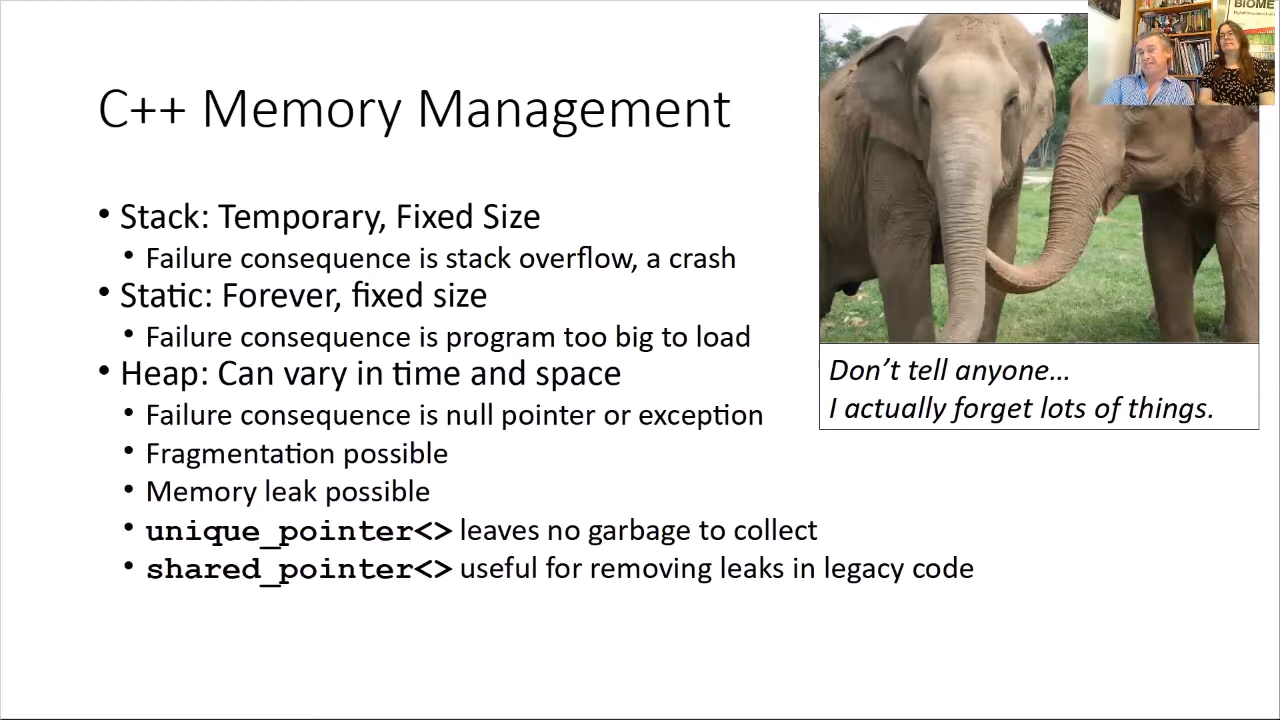 C++ Memory Management
• Stack: Temporary, Fixed Size
• Failure consequence is stack overflow, a crash
• Static: Forever, fixed size
• Failure consequence is program too big to load
• Heap: Can vary in time and space
• Failure consequence is null pointer or exception
• Fragmentation possible
• Memory leak possible
• unique_pointer<> leaves no garbage to collect
• shared_pointer<> useful for removing leaks in legacy code
Don’t tell anyone…
I actually forget lots of things.
BIOME